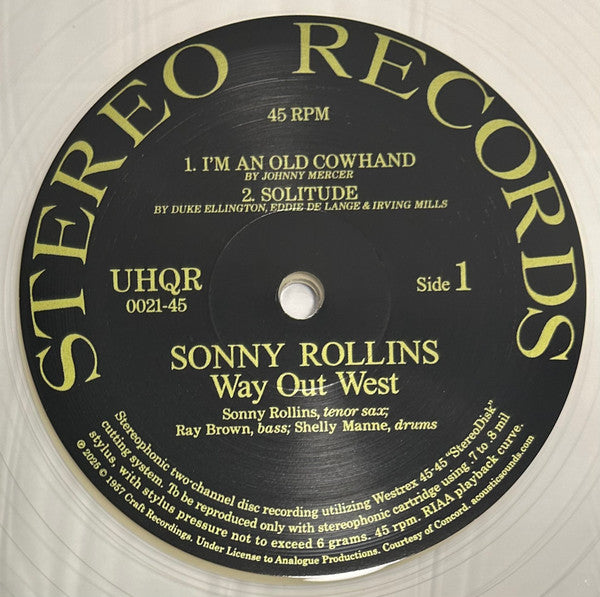 STEREO RECORDS
45 RPM
1. I'M AN OLD COWHAND
BY JOHNNY MERCER
2. SOLITUDE
BY DUKE ELLINGTON, EDDIE DE LANGE & IRVING MILLS
UHQR
0021-45
Side 1
SONNY ROLLINS
Way Out West
Sonny Rollins, tenor sax;
Ray Brown, bass; Shelly Manne, drums
Stereophonic two-channel disc recording utilizing Westrex 45-45 "StereoDisk"
cutting system. To be reproduced only with stereophonic cartridge using .7 to .8 mil
stylus, with stylus pressure not to exceed 6 grams. 45 rpm. RIAA playback curve.
℗ 2025 © 1957 Craft Recordings. Under License to Analogue Productions. Courtesy of Concord. acousticsounds.com